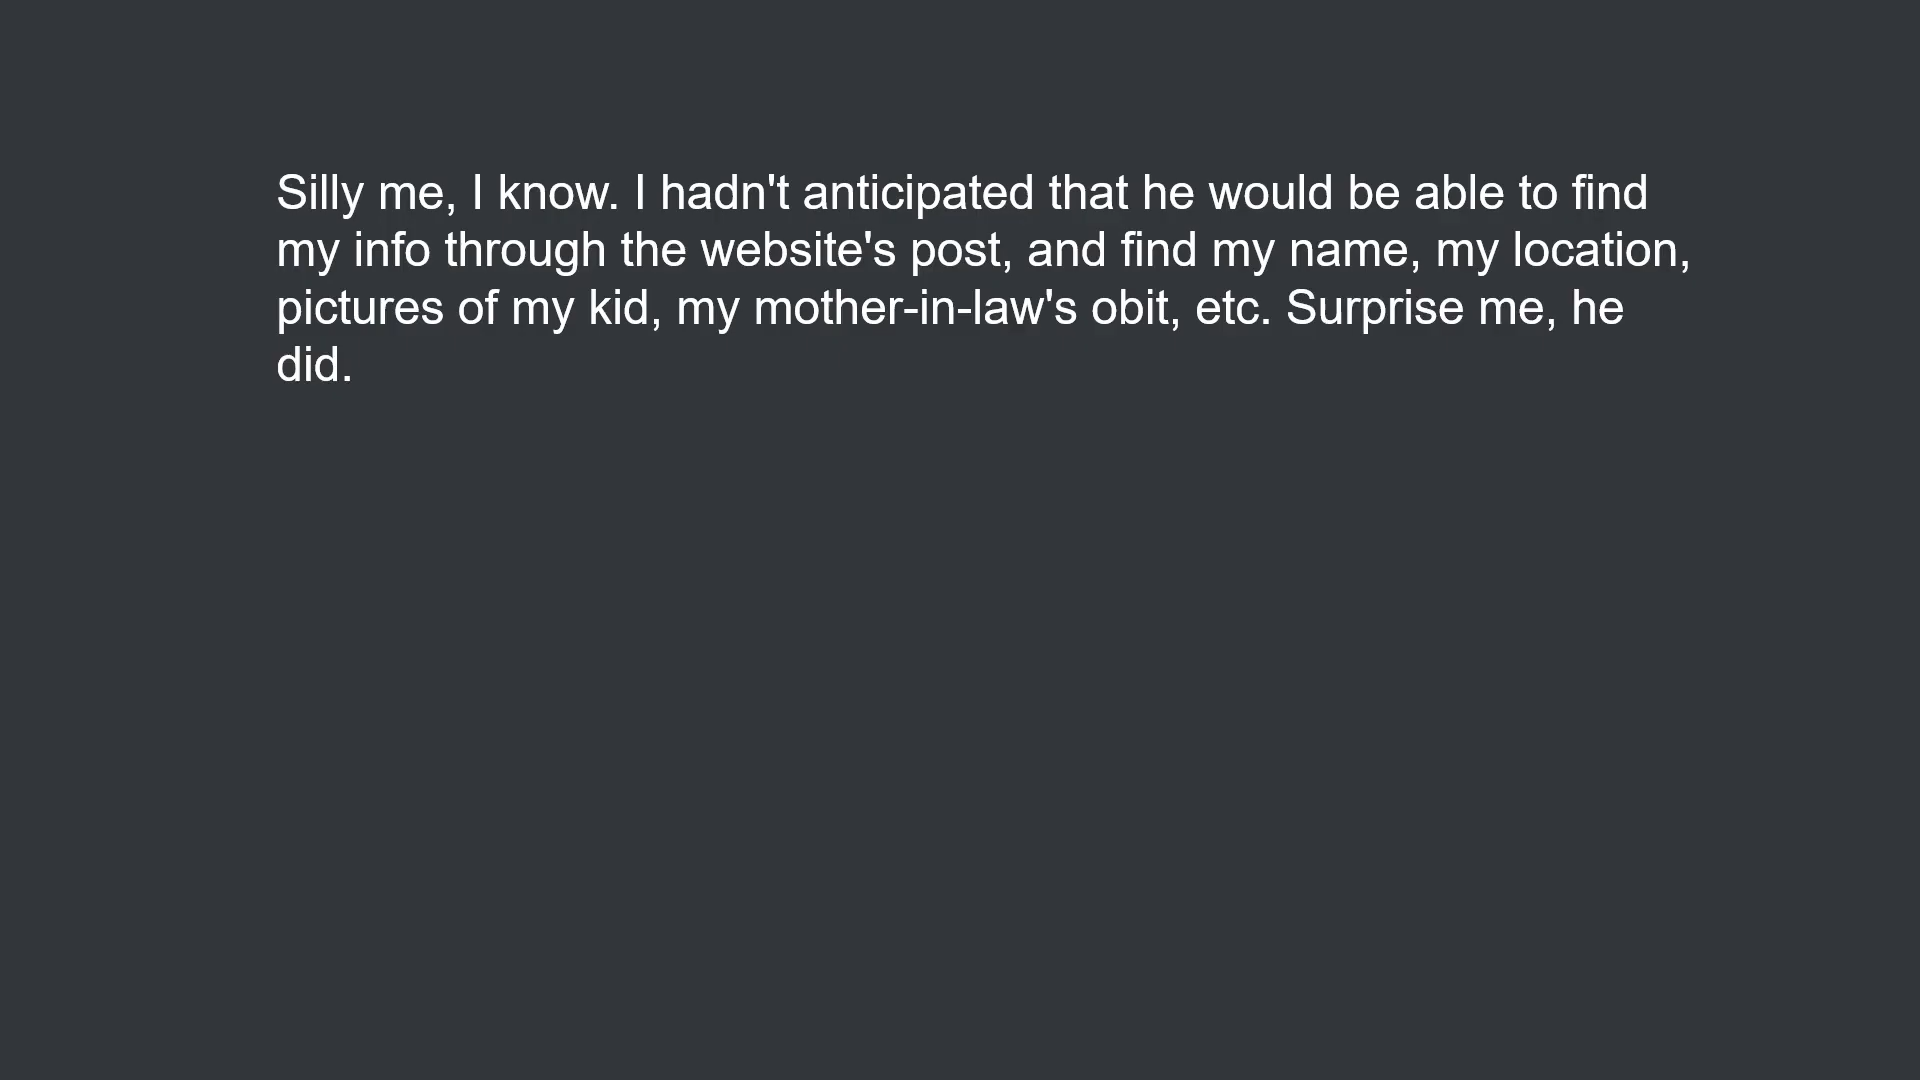 Silly me, I know. I hadn't anticipated that he would be able to find
my info through the website's post, and find my name, my location,
pictures of my kid, my mother-in-law's obit, etc. Surprise me, he
did.